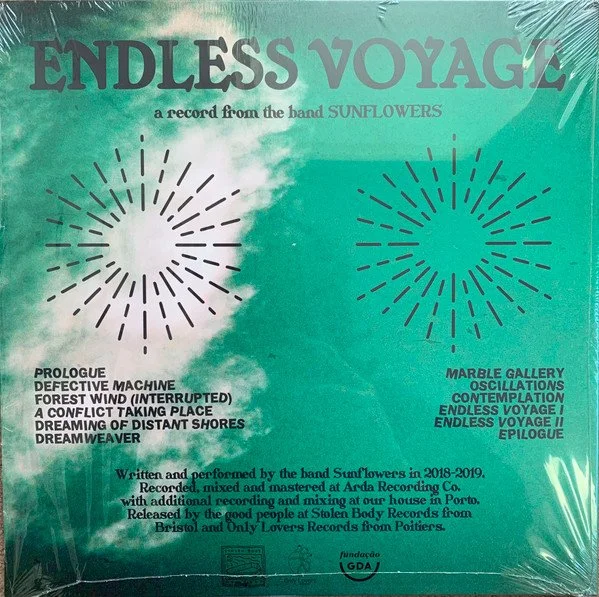 ENDLESS VOYAGE
a record from the band SUNFLOWERS
PROLOGUE
DEFECTIVE MACHINE
FOREST WIND (INTERRUPTED)
A CONFLICT TAKING PLACE
DREAMING OF DISTANT SHORES
DREAMWEAVER
MARBLE GALLERY
OSCILLATIONS
CONTEMPLATION
ENDLESS VOYAGE I
ENDLESS VOYAGE II
EPILOGUE
Written and performed by the band Sunflowers in 2018-2019.
Recorded, mixed and mastered at Arda Recording Co.
with additional recording and mixing at our house in Porto.
Released by the good people at Stolen Body Records from
Bristol and Only Lovers Records from Poitiers.
fundação
GDA